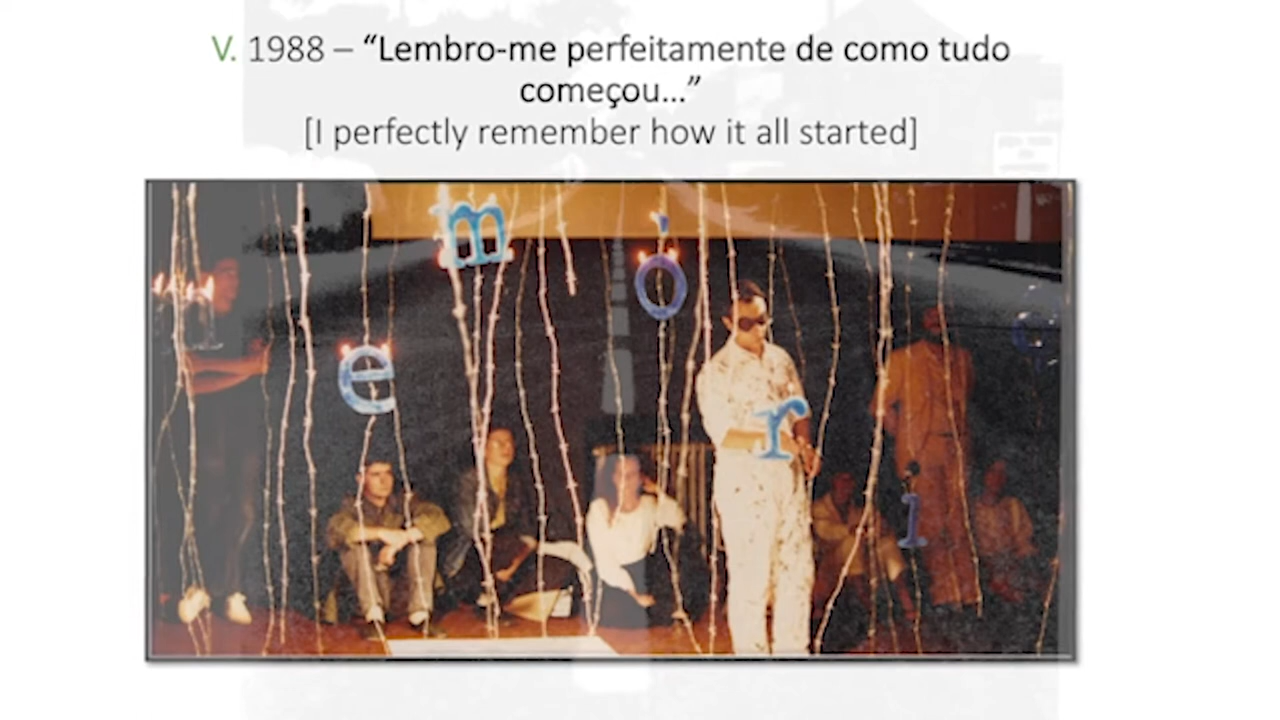 V. 1988 – “Lembro-me perfeitamente de como tudo
começou...”
[I perfectly remember how it all started]
e m ó r i